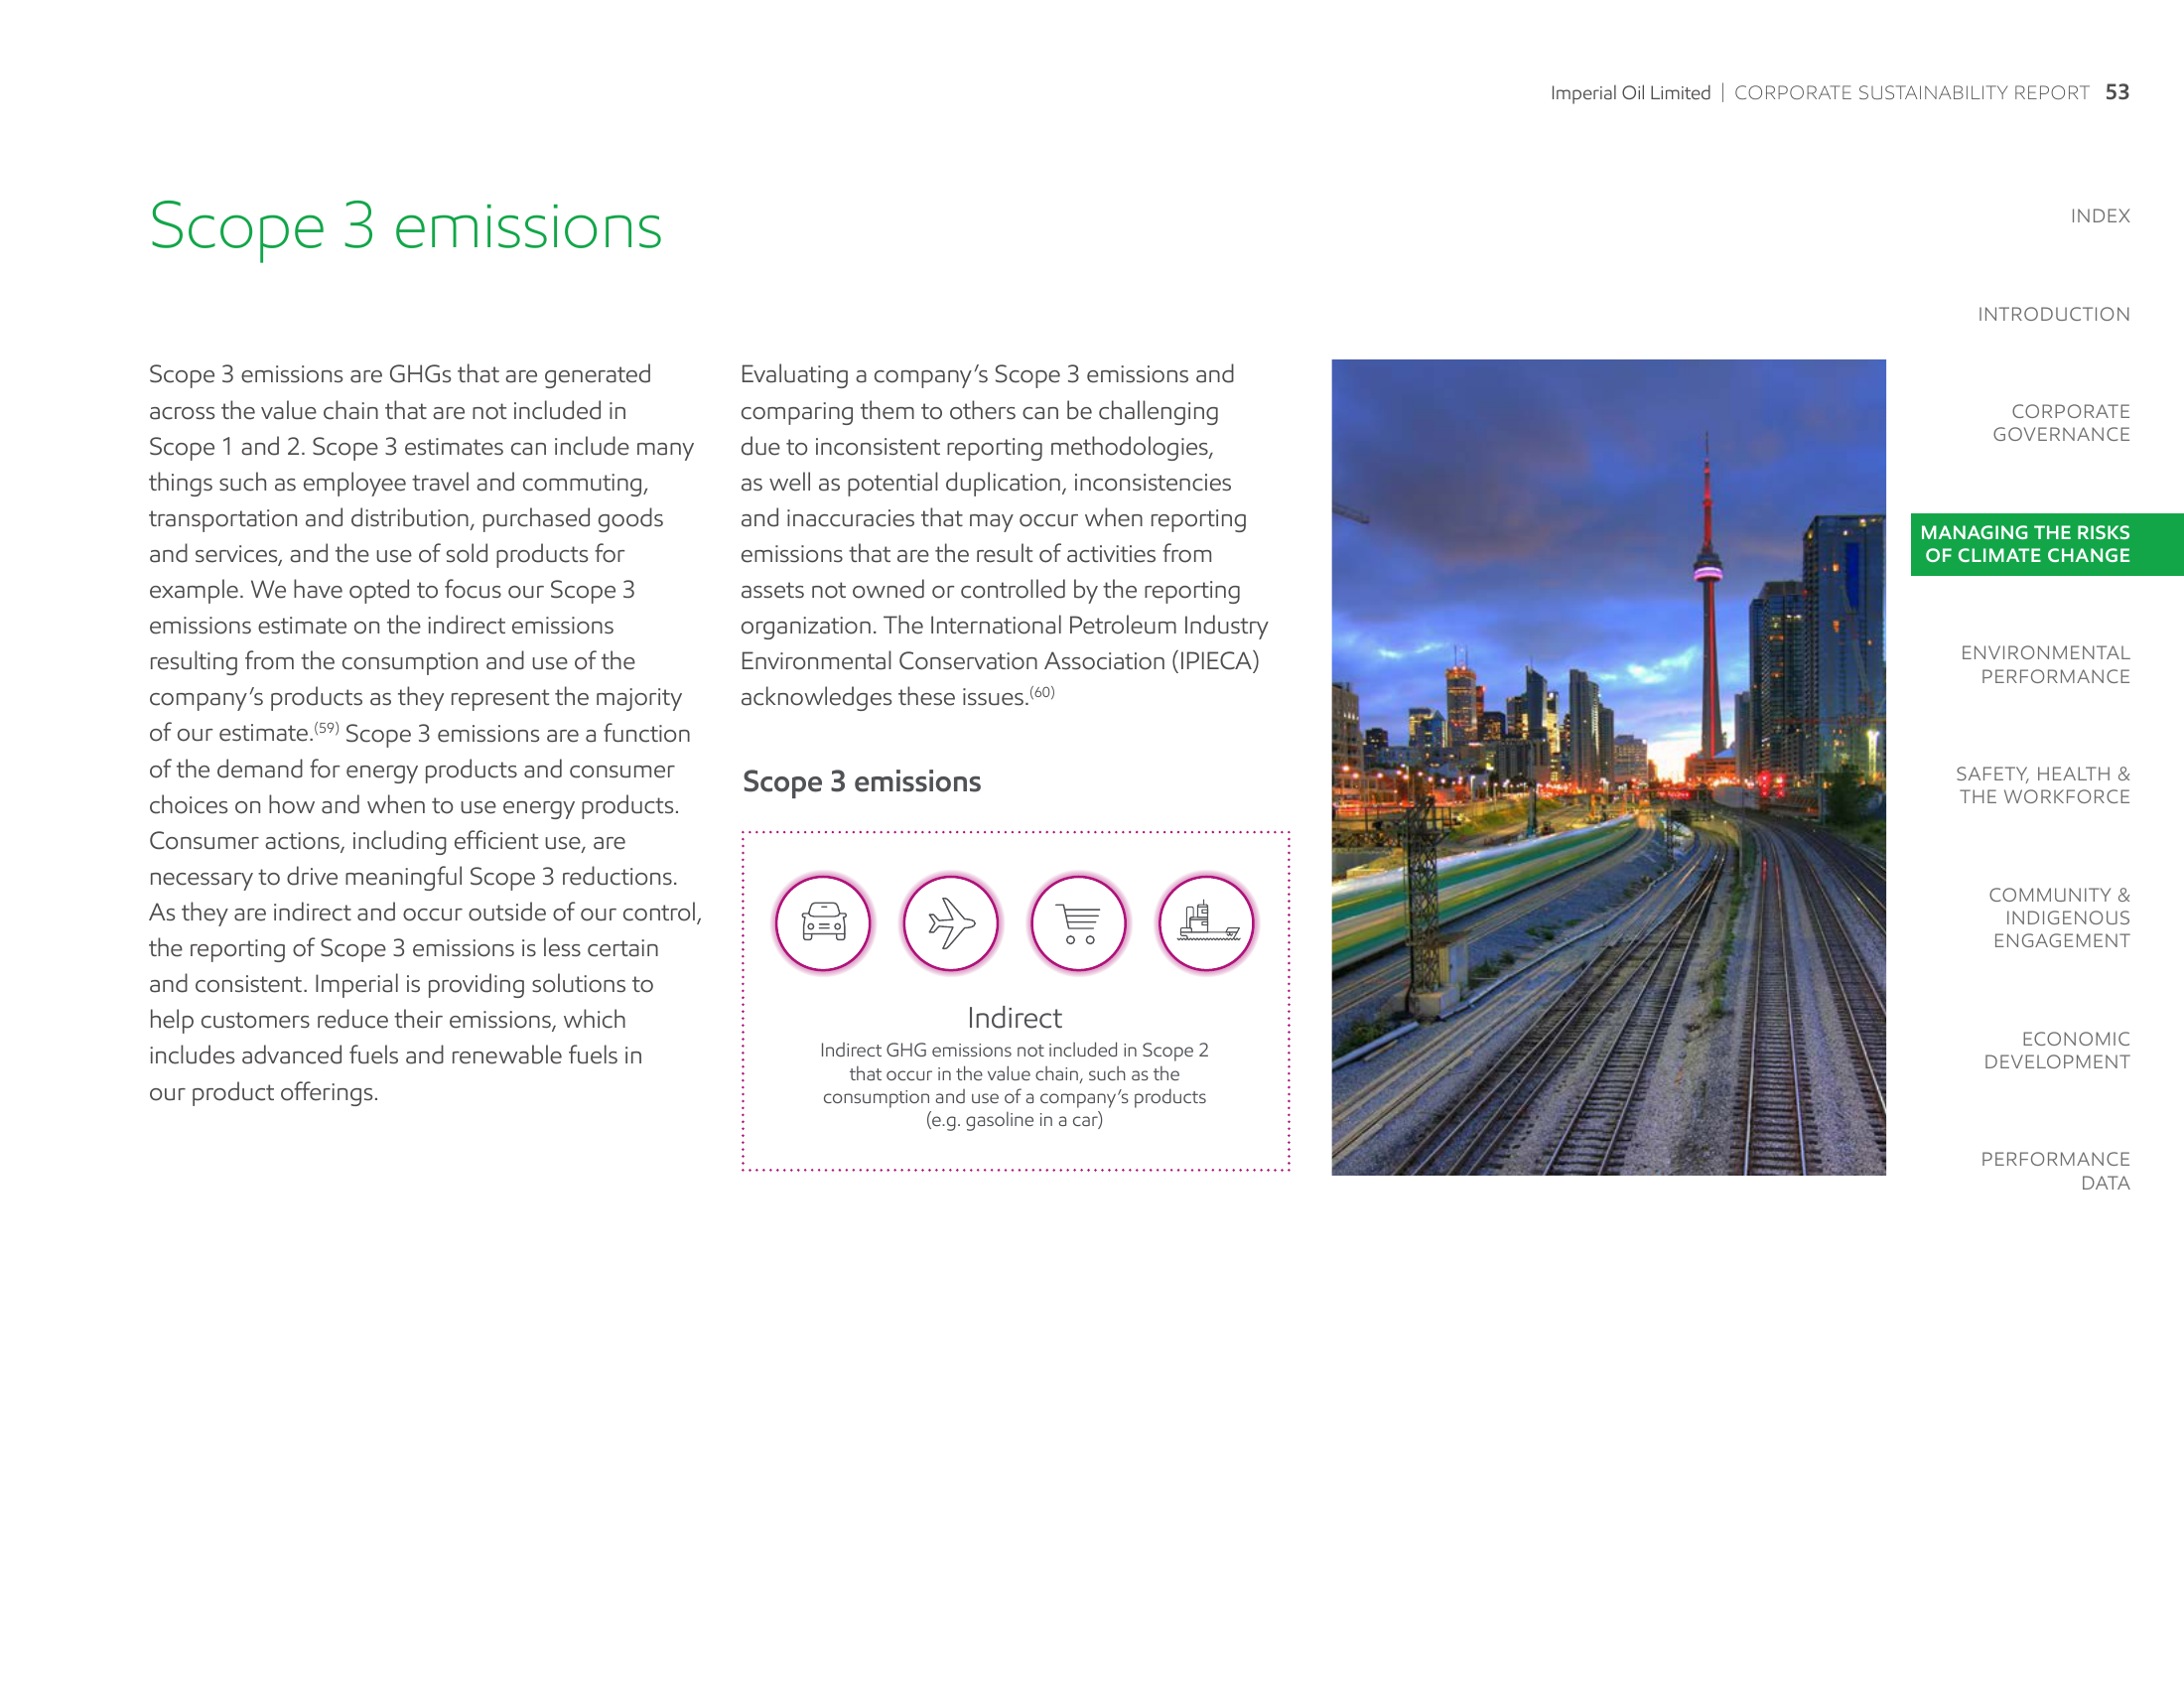 Imperial Oil Limited | CORPORATE SUSTAINABILITY REPORT 53
Scope 3 emissions
Scope 3 emissions are GHGs that are generated
across the value chain that are not included in
Scope 1 and 2. Scope 3 estimates can include many
things such as employee travel and commuting,
transportation and distribution, purchased goods
and services, and the use of sold products for
example. We have opted to focus our Scope 3
emissions estimate on the indirect emissions
resulting from the consumption and use of the
company’s products as they represent the majority
of our estimate.(59) Scope 3 emissions are a function
of the demand for energy products and consumer
choices on how and when to use energy products.
Consumer actions, including efficient use, are
necessary to drive meaningful Scope 3 reductions.
As they are indirect and occur outside of our control,
the reporting of Scope 3 emissions is less certain
and consistent. Imperial is providing solutions to
help customers reduce their emissions, which
includes advanced fuels and renewable fuels in
our product offerings.
Evaluating a company’s Scope 3 emissions and
comparing them to others can be challenging
due to inconsistent reporting methodologies,
as well as potential duplication, inconsistencies
and inaccuracies that may occur when reporting
emissions that are the result of activities from
assets not owned or controlled by the reporting
organization. The International Petroleum Industry
Environmental Conservation Association (IPIECA)
acknowledges these issues.(60)
Scope 3 emissions
Indirect
Indirect GHG emissions not included in Scope 2
that occur in the value chain, such as the
consumption and use of a company’s products
(e.g. gasoline in a car)
INDEX
INTRODUCTION
CORPORATE
GOVERNANCE
MANAGING THE RISKS
OF CLIMATE CHANGE
ENVIRONMENTAL
PERFORMANCE
SAFETY, HEALTH &
THE WORKFORCE
COMMUNITY &
INDIGENOUS
ENGAGEMENT
ECONOMIC
DEVELOPMENT
PERFORMANCE
DATA